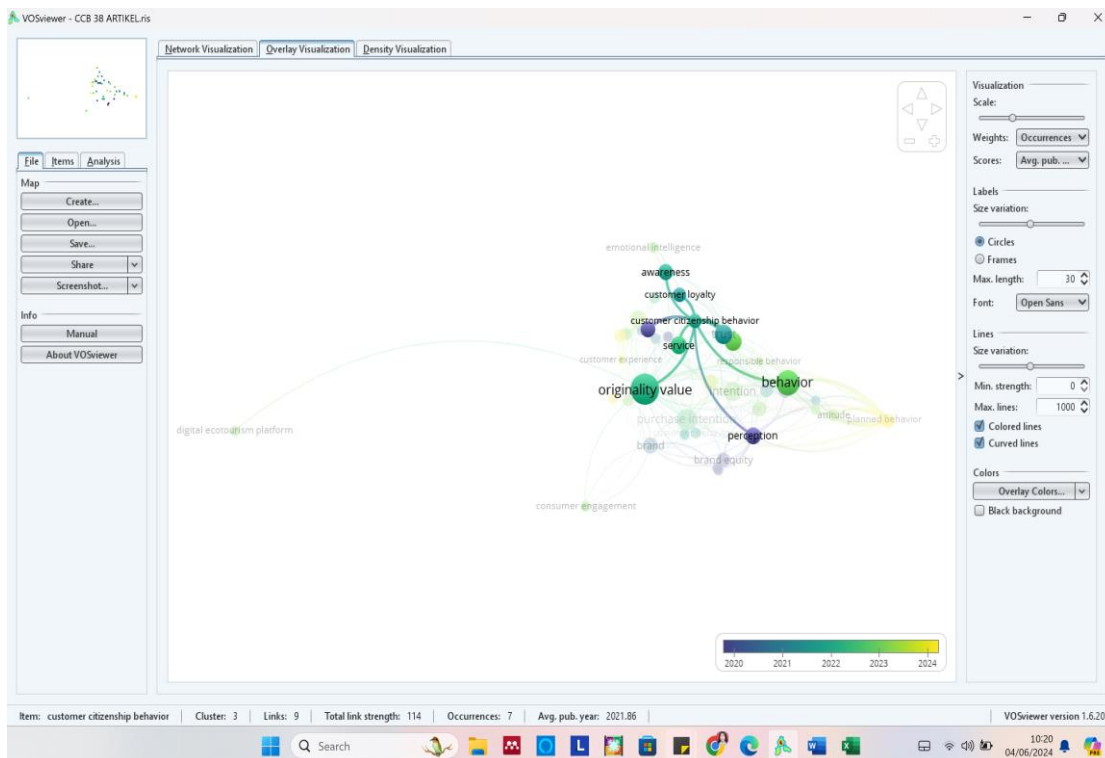 VOSviewer - CCB 38 ARTIKEL.ris
Network Visualization Overlay Visualization Density Visualization
File Items Analysis
Map
Create...
Open...
Save...
Share
Screenshot...
Info
Manual
About VOSviewer
emotional intelligence
awareness
customer loyalty
customer citizenship behavior
trust
service
customer experience
responsible behavior
originality value
intention
behavior
purchase intention
attitude
planned behavior
digital ecotourism platform
perception
brand
brand equity
consumer engagement
2020 2021 2022 2023 2024
Visualization
Scale:
Weights: Occurrences
Scores: Avg. pub. ...
Labels
Size variation:
Circles
Frames
Max. length: 30
Font: Open Sans
>
Lines
Size variation:
Min. strength: 0
Max. lines: 1000
Colored lines
Curved lines
Colors
Overlay Colors...
Black background
Item: customer citizenship behavior Cluster: 3 Links: 9 Total link strength: 114 Occurrences: 7 Avg. pub. year: 2021.86 VOSviewer version 1.6.20
Search
10:20
04/06/2024